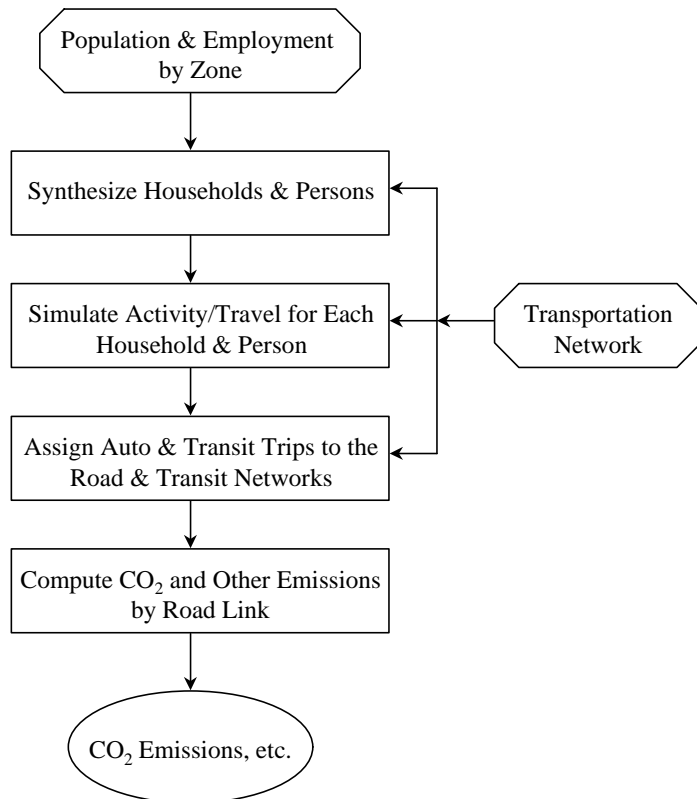 Population & Employment
by Zone
Synthesize Households & Persons
Simulate Activity/Travel for Each
Household & Person
Transportation
Network
Assign Auto & Transit Trips to the
Road & Transit Networks
Compute CO₂ and Other Emissions
by Road Link
CO₂ Emissions, etc.